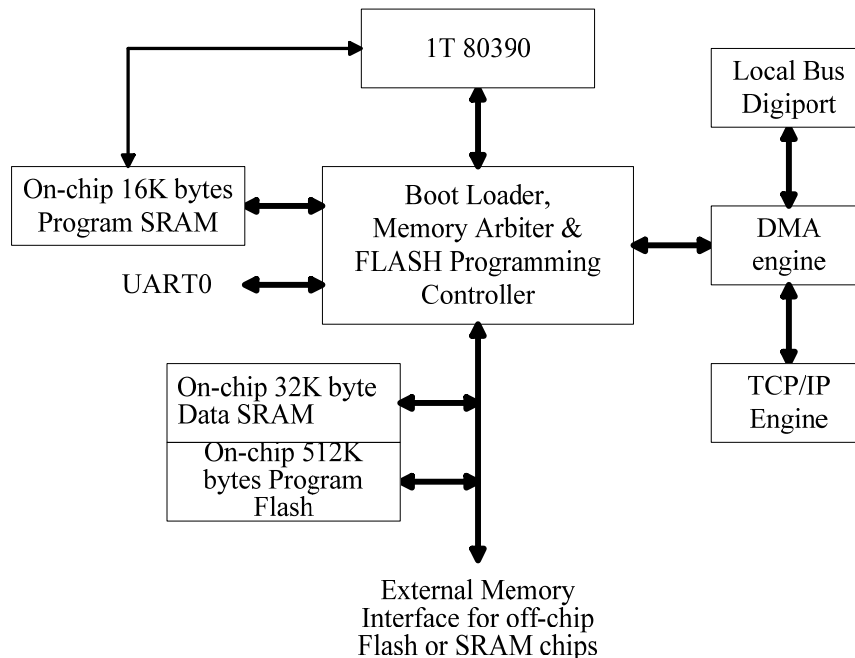 1T 80390
Local Bus
Digiport
On-chip 16K bytes
Program SRAM
Boot Loader,
Memory Arbiter &
FLASH Programming
Controller
DMA
engine
UART0
On-chip 32K byte
Data SRAM
TCP/IP
Engine
On-chip 512K
bytes Program
Flash
External Memory
Interface for off-chip
Flash or SRAM chips